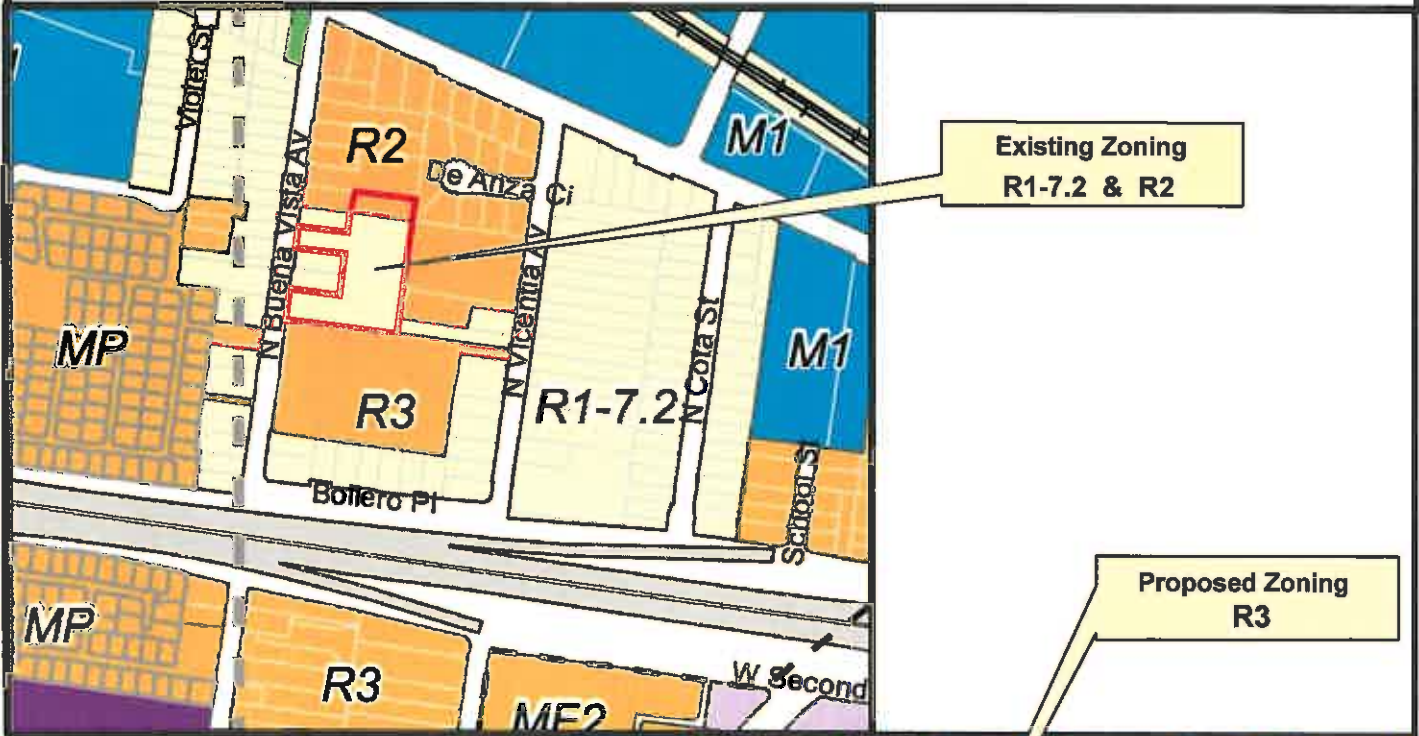 Violet St
M1
R2
De Anza Ci
Existing Zoning
R1-7.2 & R2
N Buena Vista Av
N Vicentia Av
N Cota St
MP
R3
R1-7.2
M1
School St
Bollero Pl
Proposed Zoning
R3
MP
R3
W Second
MF2